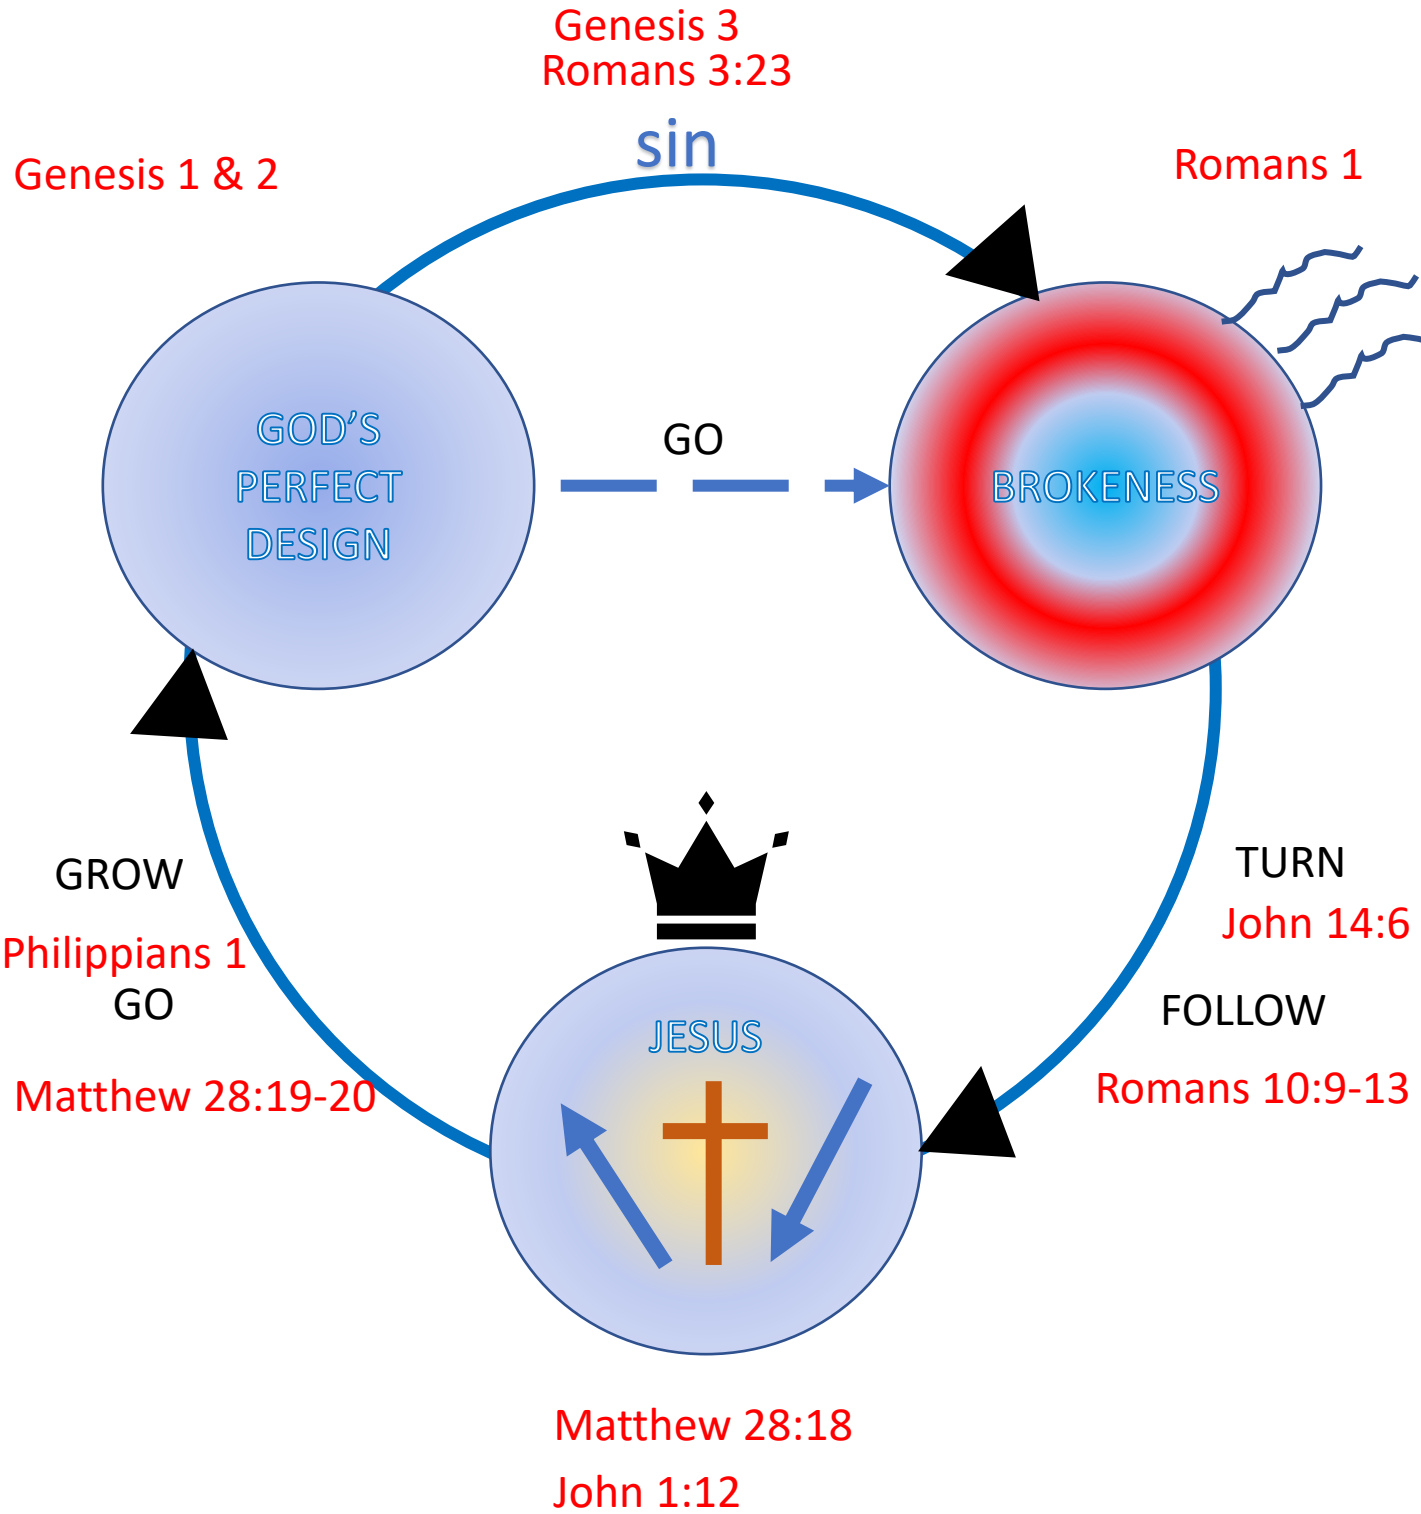 Genesis 3
Romans 3:23
sin
Genesis 1 & 2
Romans 1
GOD’S
PERFECT
DESIGN
GO
BROKENESS
GROW
Philippians 1
GO
Matthew 28:19-20
TURN
John 14:6
FOLLOW
Romans 10:9-13
JESUS
Matthew 28:18
John 1:12